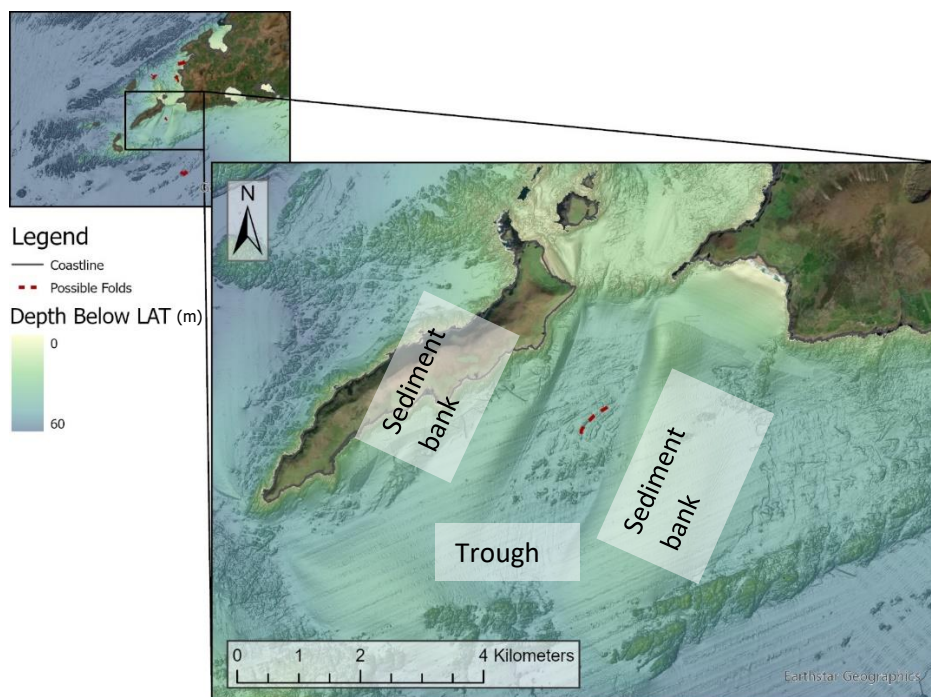 N
Legend
Coastline
Possible Folds
Depth Below LAT (m)
0
60
Sediment
bank
Sediment
bank
Trough
0 1 2 4 Kilometers
Earthstar Geographics